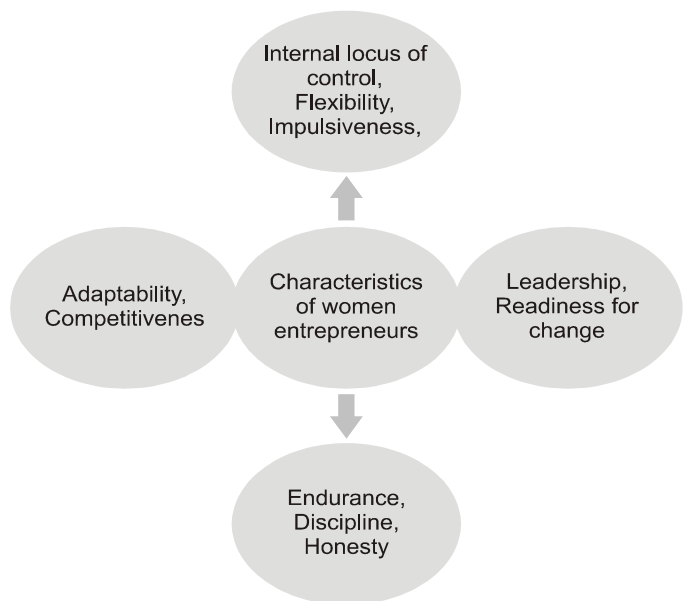 Internal locus of
control,
Flexibility,
Impulsiveness,
Adaptability,
Competitivenes
Characteristics
of women
entrepreneurs
Leadership,
Readiness for
change
Endurance,
Discipline,
Honesty